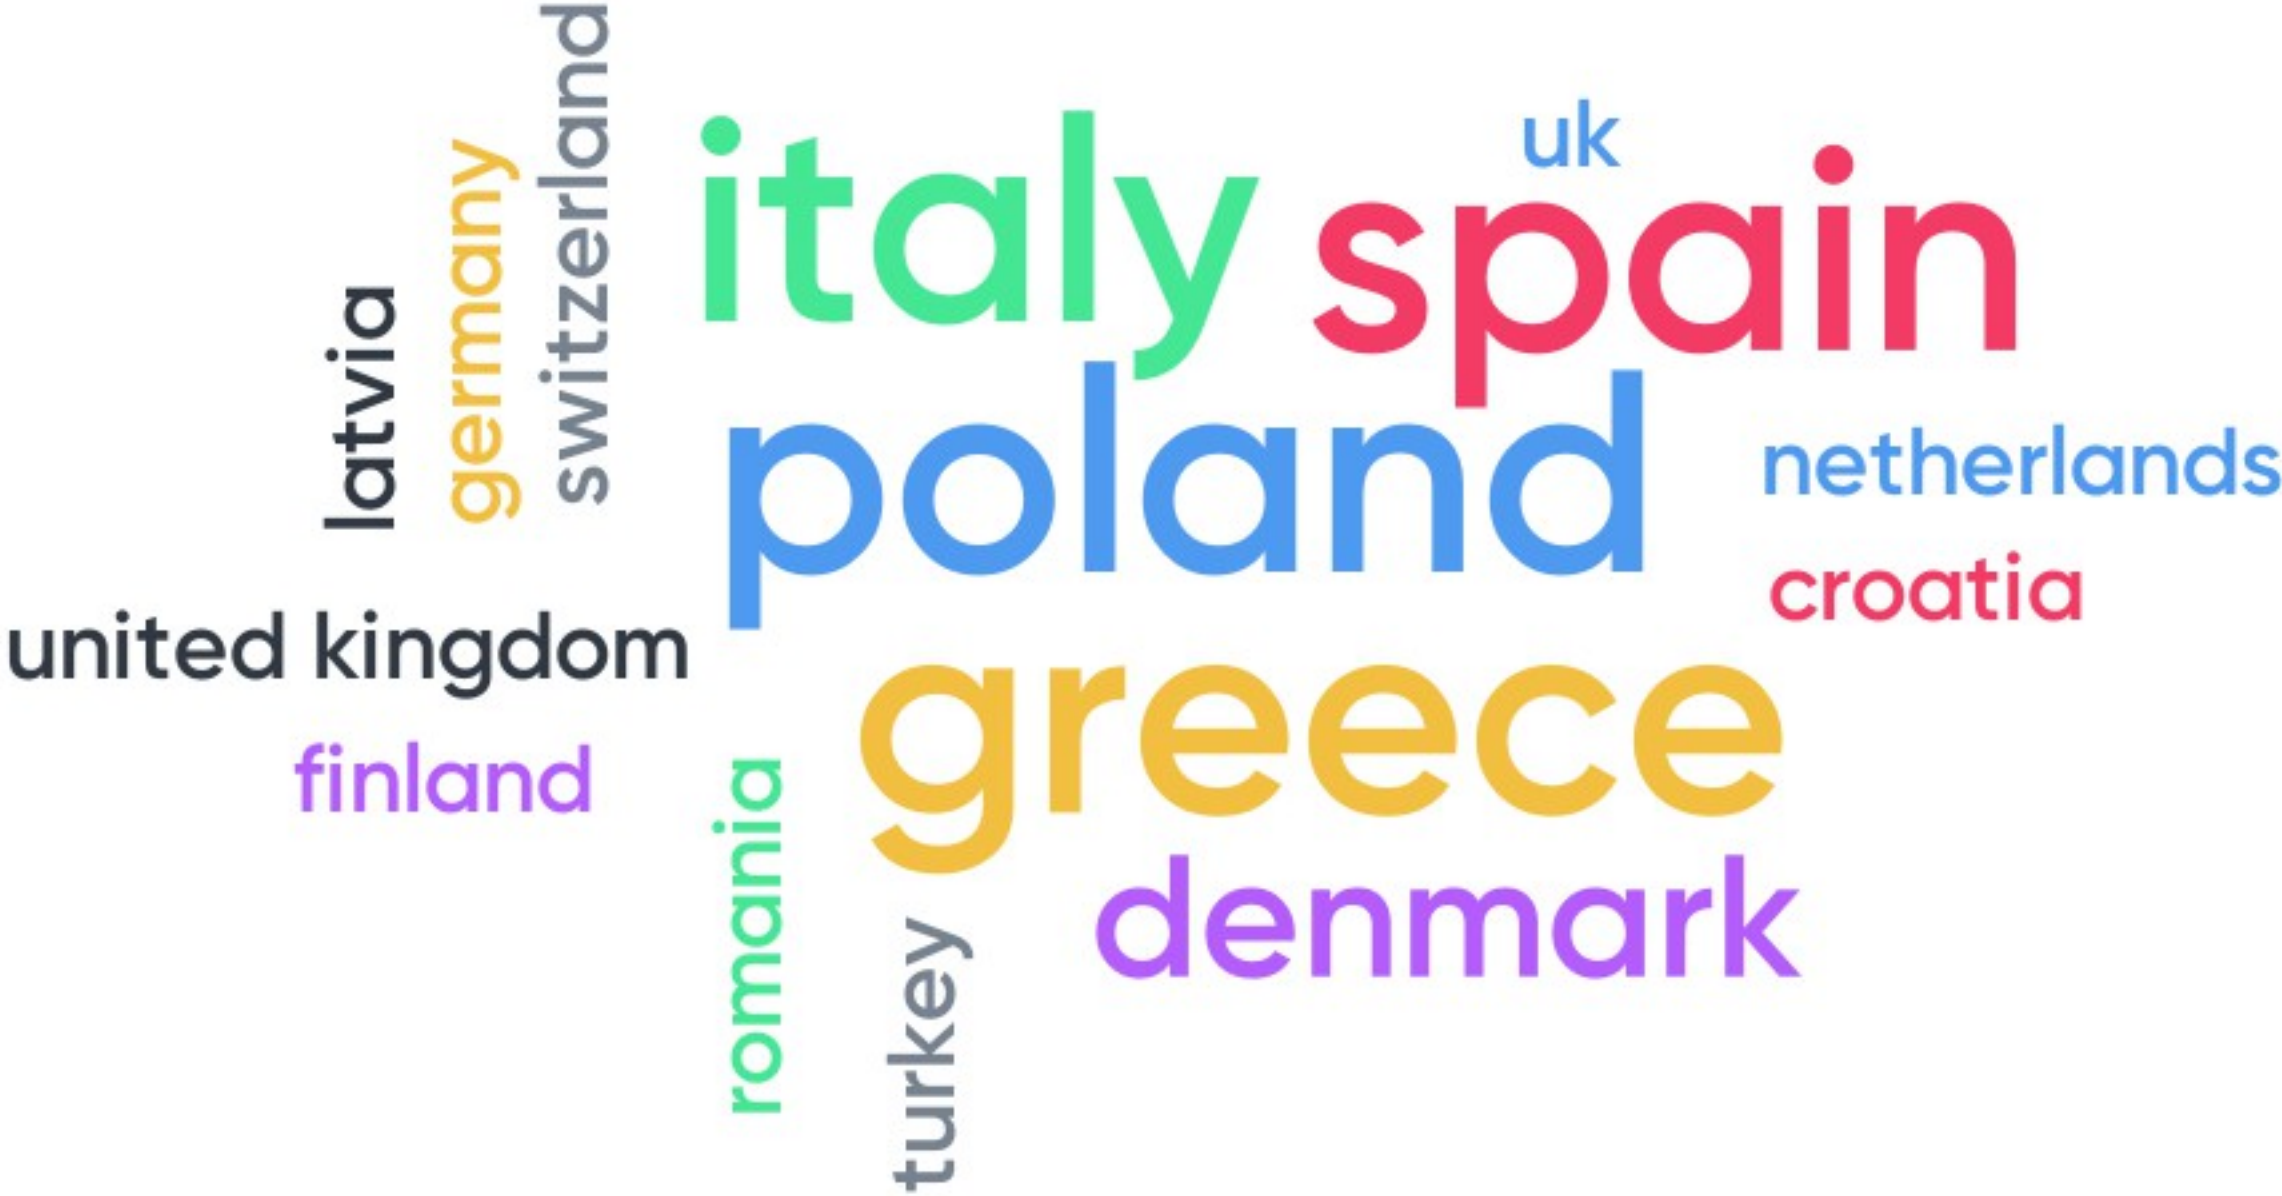 switzerland
germany
latvia
italy
uk
spain
poland
netherlands
croatia
united kingdom
greece
finland
romania
denmark
turkey